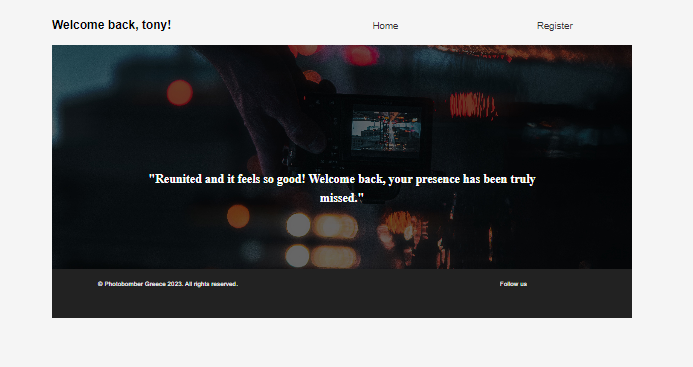 Welcome back, tony!
Home
Register
"Reunited and it feels so good! Welcome back, your presence has been truly
missed."
© Photobomber Greece 2023. All rights reserved.
Follow us